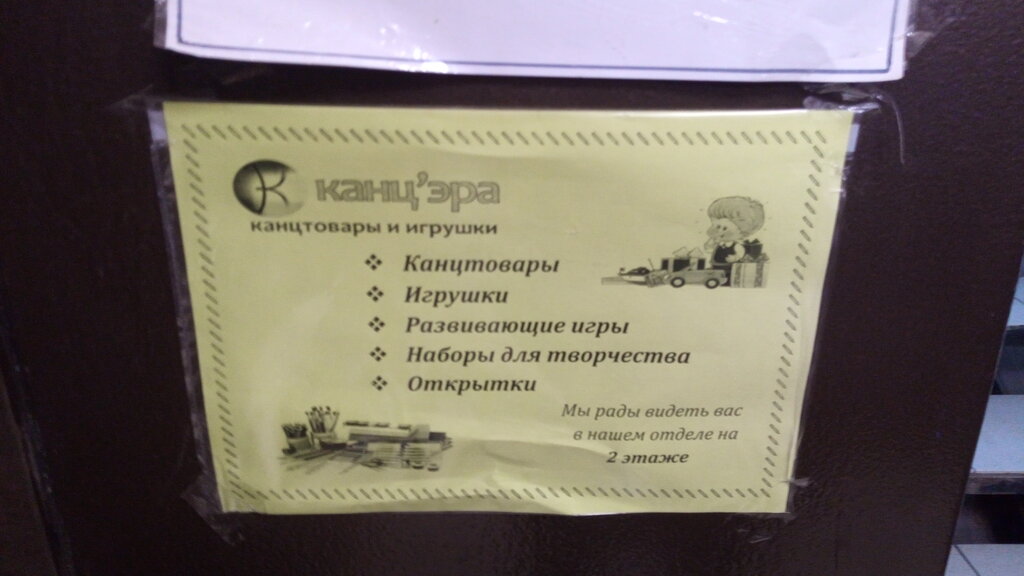 К канц'эра
канцтовары и игрушки
Канцтовары
Игрушки
Развивающие игры
Наборы для творчества
Открытки
Мы рады видеть вас
в нашем отделе на
2 этаже